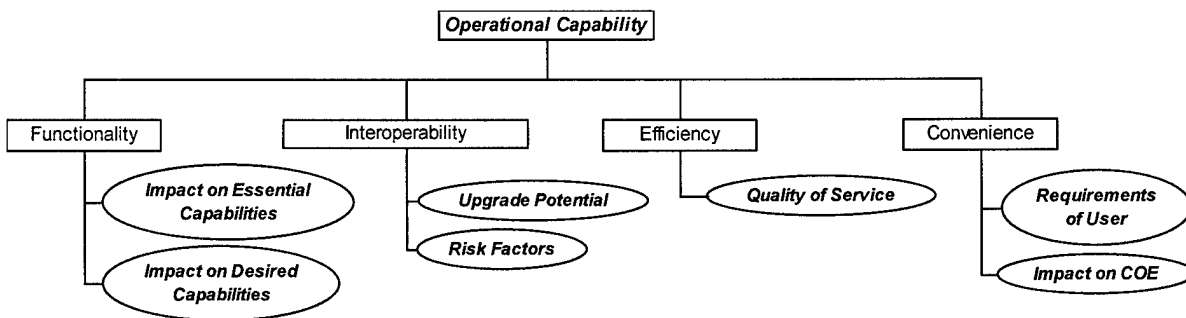 Operational Capability
Functionality
Interoperability
Efficiency
Convenience
Impact on Essential
Capabilities
Impact on Desired
Capabilities
Upgrade Potential
Risk Factors
Quality of Service
Requirements
of User
Impact on COE